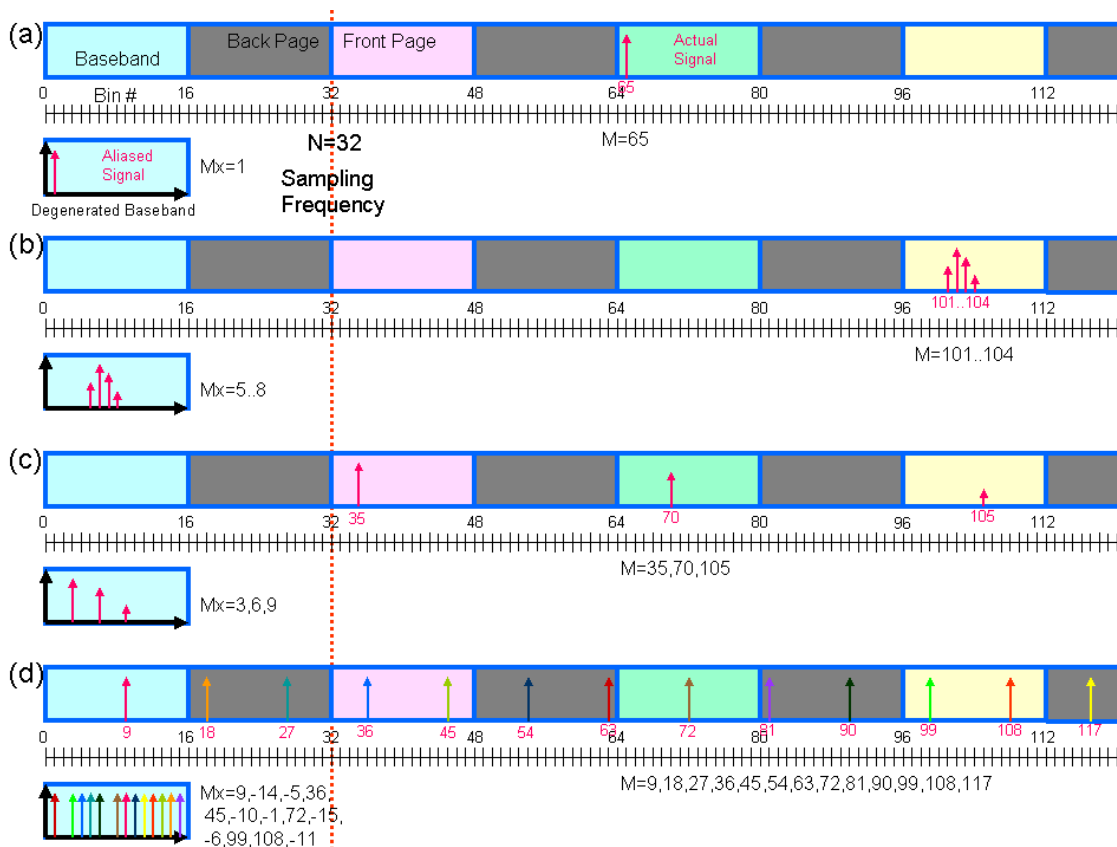 (a)
Baseband
Back Page
Front Page
Actual
Signal
65
0 16 32 48 64 80 96 112
Bin #
N=32
M=65
Aliased
Signal
Mx=1
Sampling
Frequency
Degenerated Baseband
(b)
101..104
0 16 32 48 64 80 96 112
M=101..104
Mx=5..8
(c)
35 70 105
0 16 32 48 64 80 96 112
M=35,70,105
Mx=3,6,9
(d)
9 18 27 36 45 54 63 72 81 90 99 108 117
0 16 32 48 64 80 96 112
M=9,18,27,36,45,54,63,72,81,90,99,108,117
Mx=9,-14,-5,36,
45,-10,-1,72,-15,
-6,99,108,-11